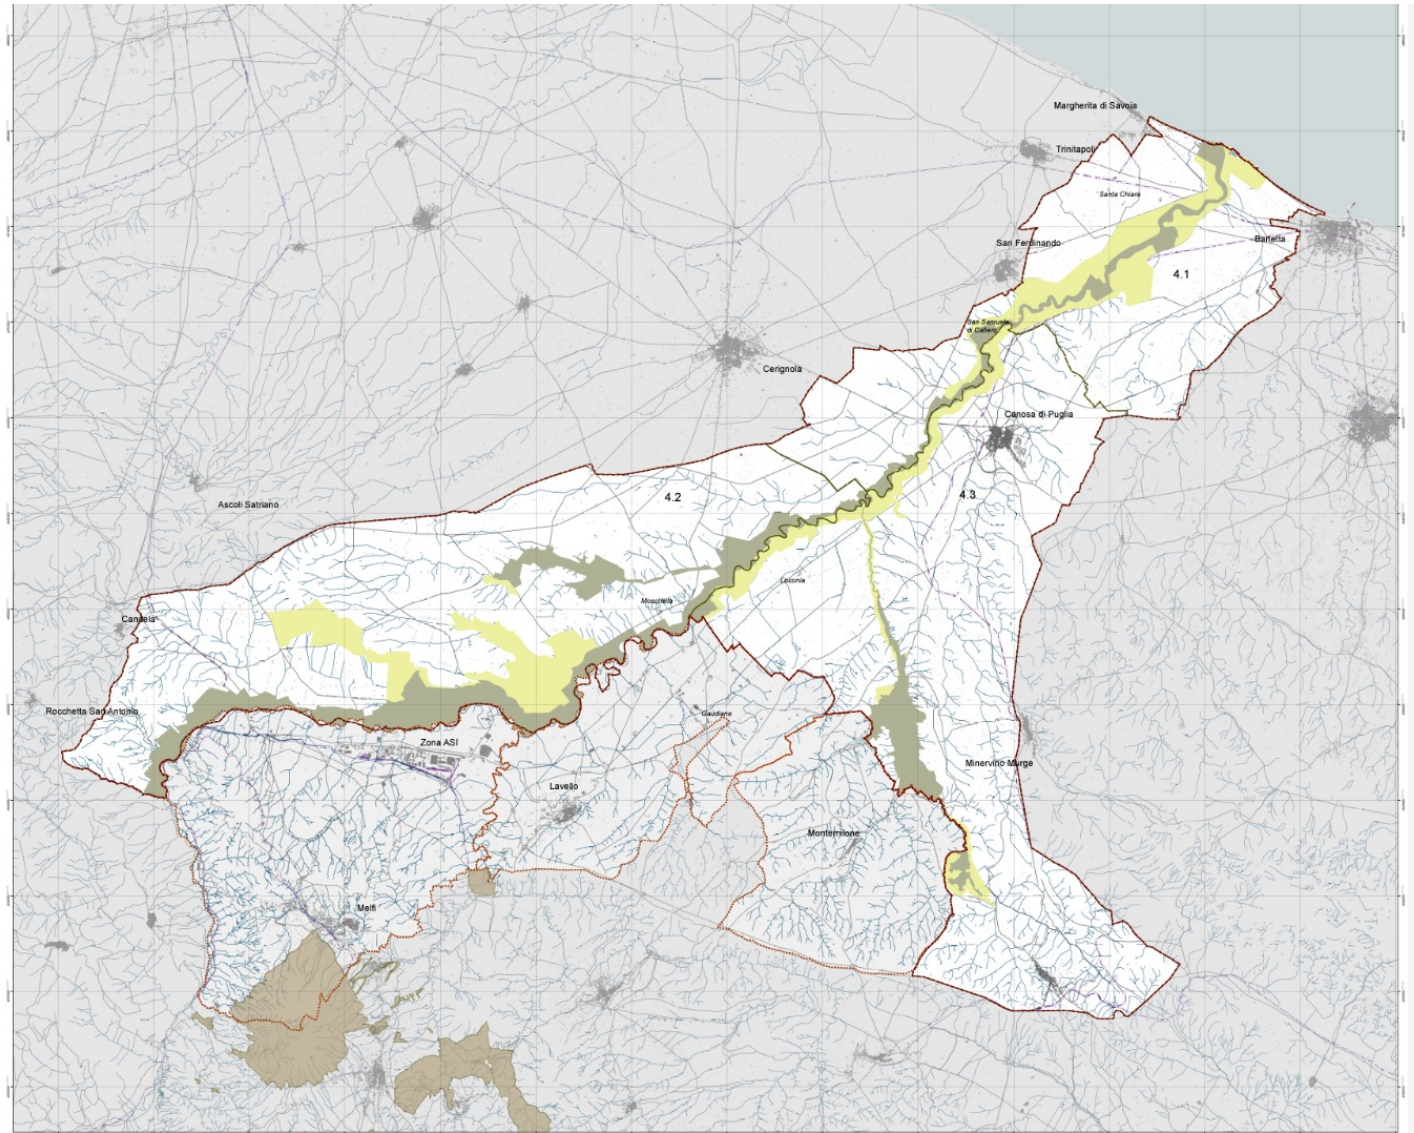 Margherita di Savoia
Trinitapoli
Santa Chiara
San Ferdinando
Barletta
4.1
San Samuele
di Cafiero
Cerignola
Canosa di Puglia
4.2
4.3
Ascoli Satriano
Loconia
Moschella
Candela
Rocchetta San Antonio
Gaudiano
Zona ASI
Minervino Murge
Lavello
Montemilone
Melfi